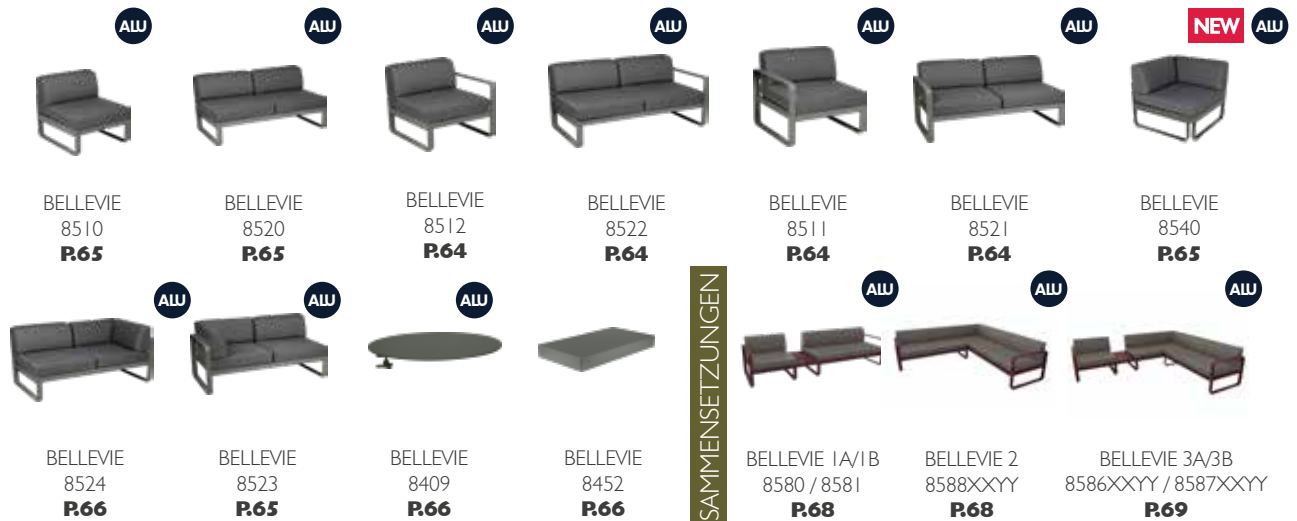 ALU
ALU
ALU
ALU
ALU
ALU
NEW ALU
BELLEVIE
8510
P.65
BELLEVIE
8520
P.65
BELLEVIE
8512
P.64
BELLEVIE
8522
P.64
BELLEVIE
8511
P.64
BELLEVIE
8521
P.64
BELLEVIE
8540
P.65
ALU
ALU
ALU
SAMMENSETZUNGEN
ALU
ALU
ALU
BELLEVIE
8524
P.66
BELLEVIE
8523
P.65
BELLEVIE
8409
P.66
BELLEVIE
8452
P.66
BELLEVIE 1A/1B
8580 / 8581
P.68
BELLEVIE 2
8588XXYY
P.68
BELLEVIE 3A/3B
8586XXYY / 8587XXYY
P.69